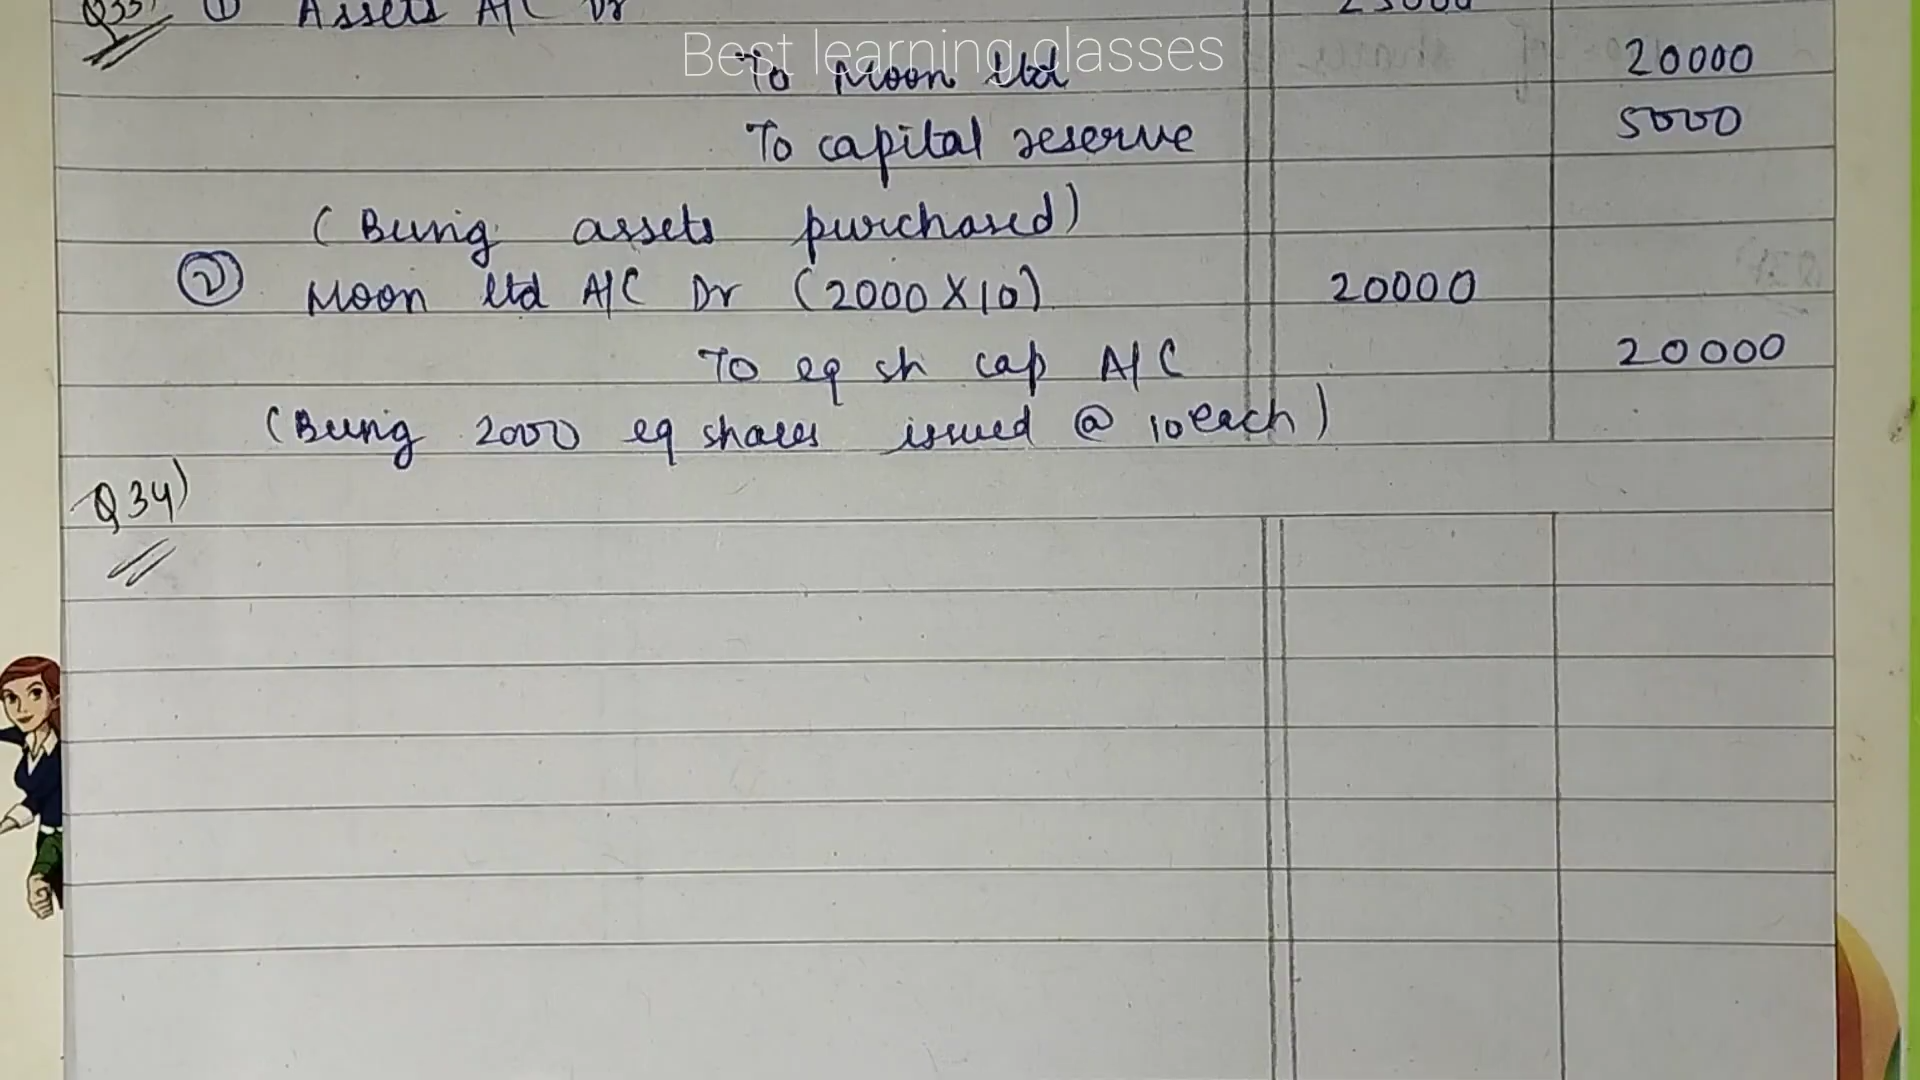 Q33) ① Assets A/C Dr 25000
Best learning classes
To Moon ltd 20000
To capital reserve 5000
(Being assets purchased)
② Moon ltd A/C Dr (2000 X 10) 20000
To eq sh cap A/C 20000
(Being 2000 eq shares issued @ 10 each)
Q34)